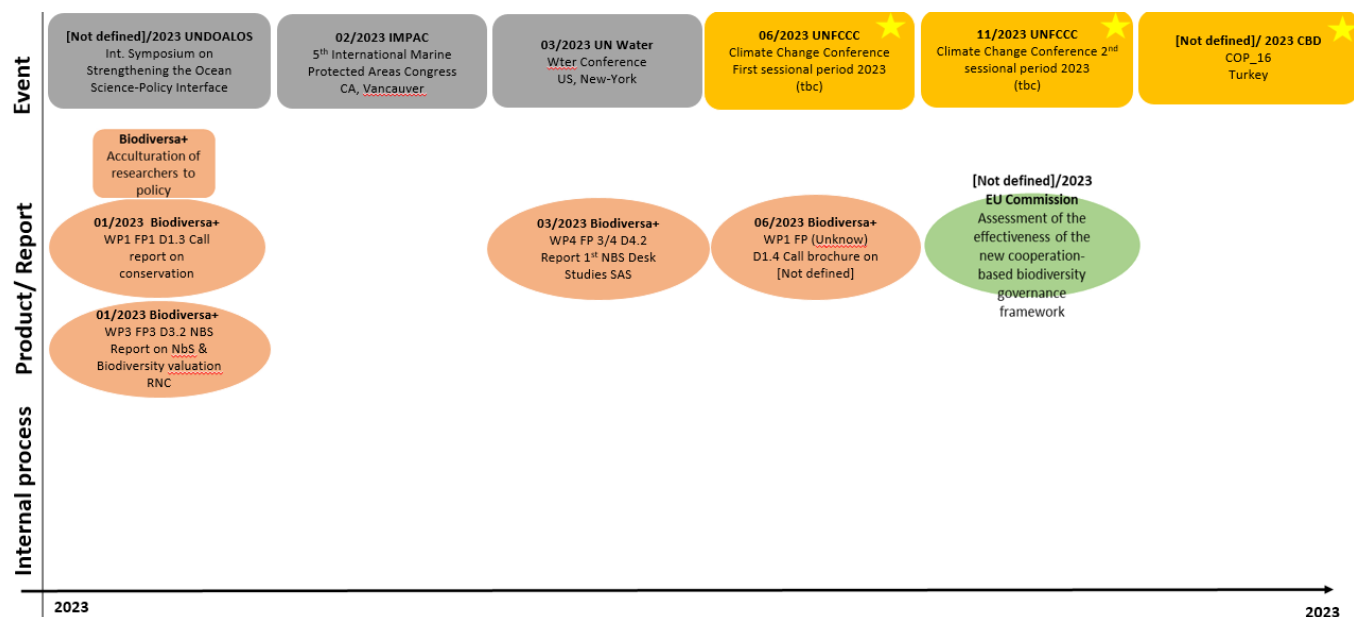 Event
[Not defined]/2023 UNDOALOS
Int. Symposium on
Strengthening the Ocean
Science-Policy Interface
02/2023 IMPAC
5th International Marine
Protected Areas Congress
CA, Vancauver
03/2023 UN Water
Wter Conference
US, New-York
06/2023 UNFCCC
Climate Change Conference
First sessional period 2023
(tbc)
11/2023 UNFCCC
Climate Change Conference 2nd
sessional period 2023
(tbc)
[Not defined]/ 2023 CBD
COP_16
Turkey
Product/ Report
Biodiversa+
Acculturation of
researchers to
policy
01/2023 Biodiversa+
WP1 FP1 D1.3 Call
report on
conservation
01/2023 Biodiversa+
WP3 FP3 D3.2 NBS
Report on NbS &
Biodiversity valuation
RNC
03/2023 Biodiversa+
WP4 FP 3/4 D4.2
Report 1st NBS Desk
Studies SAS
06/2023 Biodiversa+
WP1 FP (Unknow)
D1.4 Call brochure on
[Not defined]
[Not defined]/2023
EU Commission
Assessment of the
effectiveness of the
new cooperation-
based biodiversity
governance
framework
Internal process
2023
2023